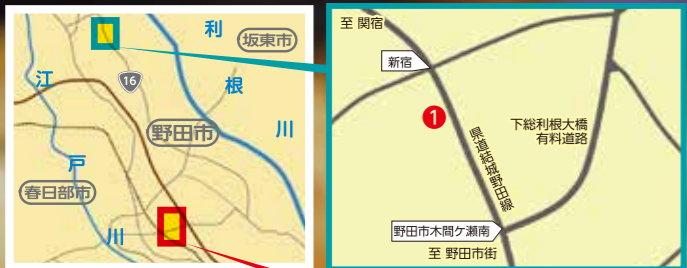 利根川
坂東市
16
江戸川
野田市
春日部市
至 関宿
新宿
1
下総利根大橋
有料道路
県道結城野田線
野田市木間ケ瀬南
至 野田市街